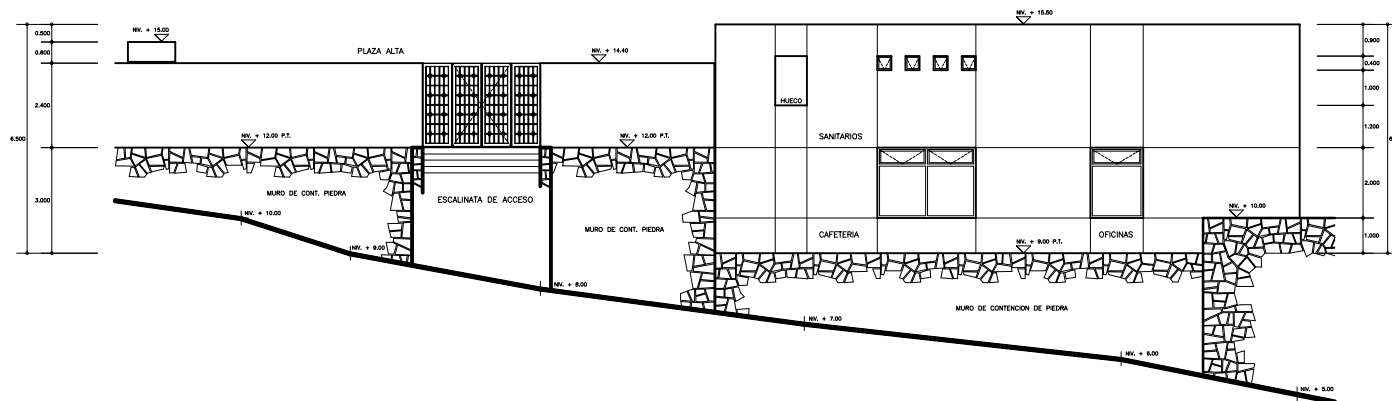 NIV. + 15.50
NIV. + 15.00
0.500
0.600
2.400
6.500
3.000
PLAZA ALTA
NIV. + 14.40
HUECO
0.900
0.400
1.000
1.200
2.000
1.000
6
NIV. + 12.00 P.T.
NIV. + 12.00 P.T.
SANITARIOS
MURO DE CONT. PIEDRA
ESCALINATA DE ACCESO
NIV. + 10.00
NIV. + 10.00
MURO DE CONT. PIEDRA
CAFETERIA
OFICINAS
NIV. + 9.00
NIV. + 9.00 P.T.
NIV. + 8.00
MURO DE CONTENCION DE PIEDRA
NIV. + 7.00
NIV. + 6.00
NIV. + 5.00